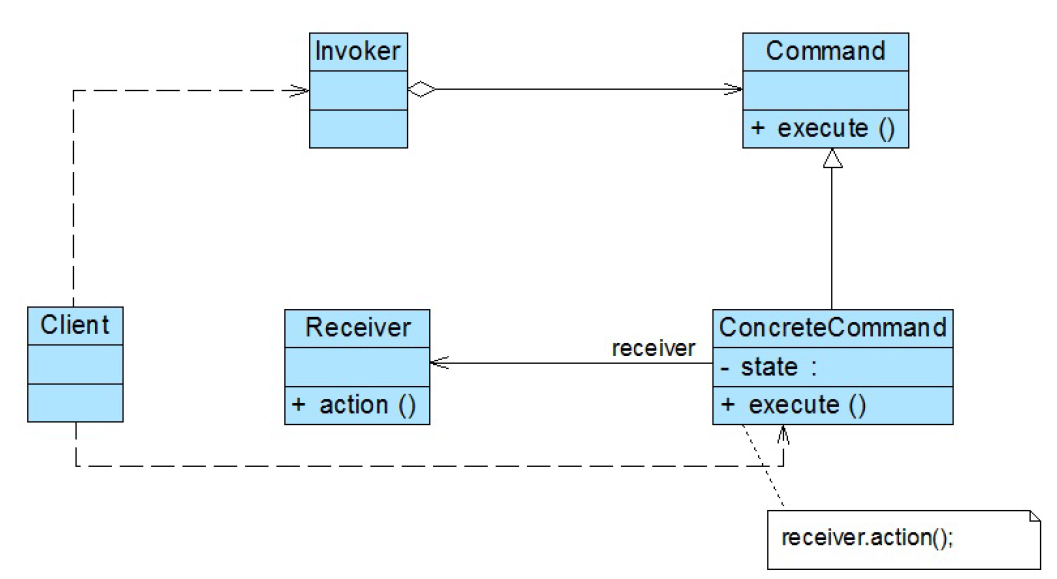 Invoker
Command
+ execute ()
Client
Receiver
+ action ()
receiver
ConcreteCommand
- state :
+ execute ()
receiver.action();